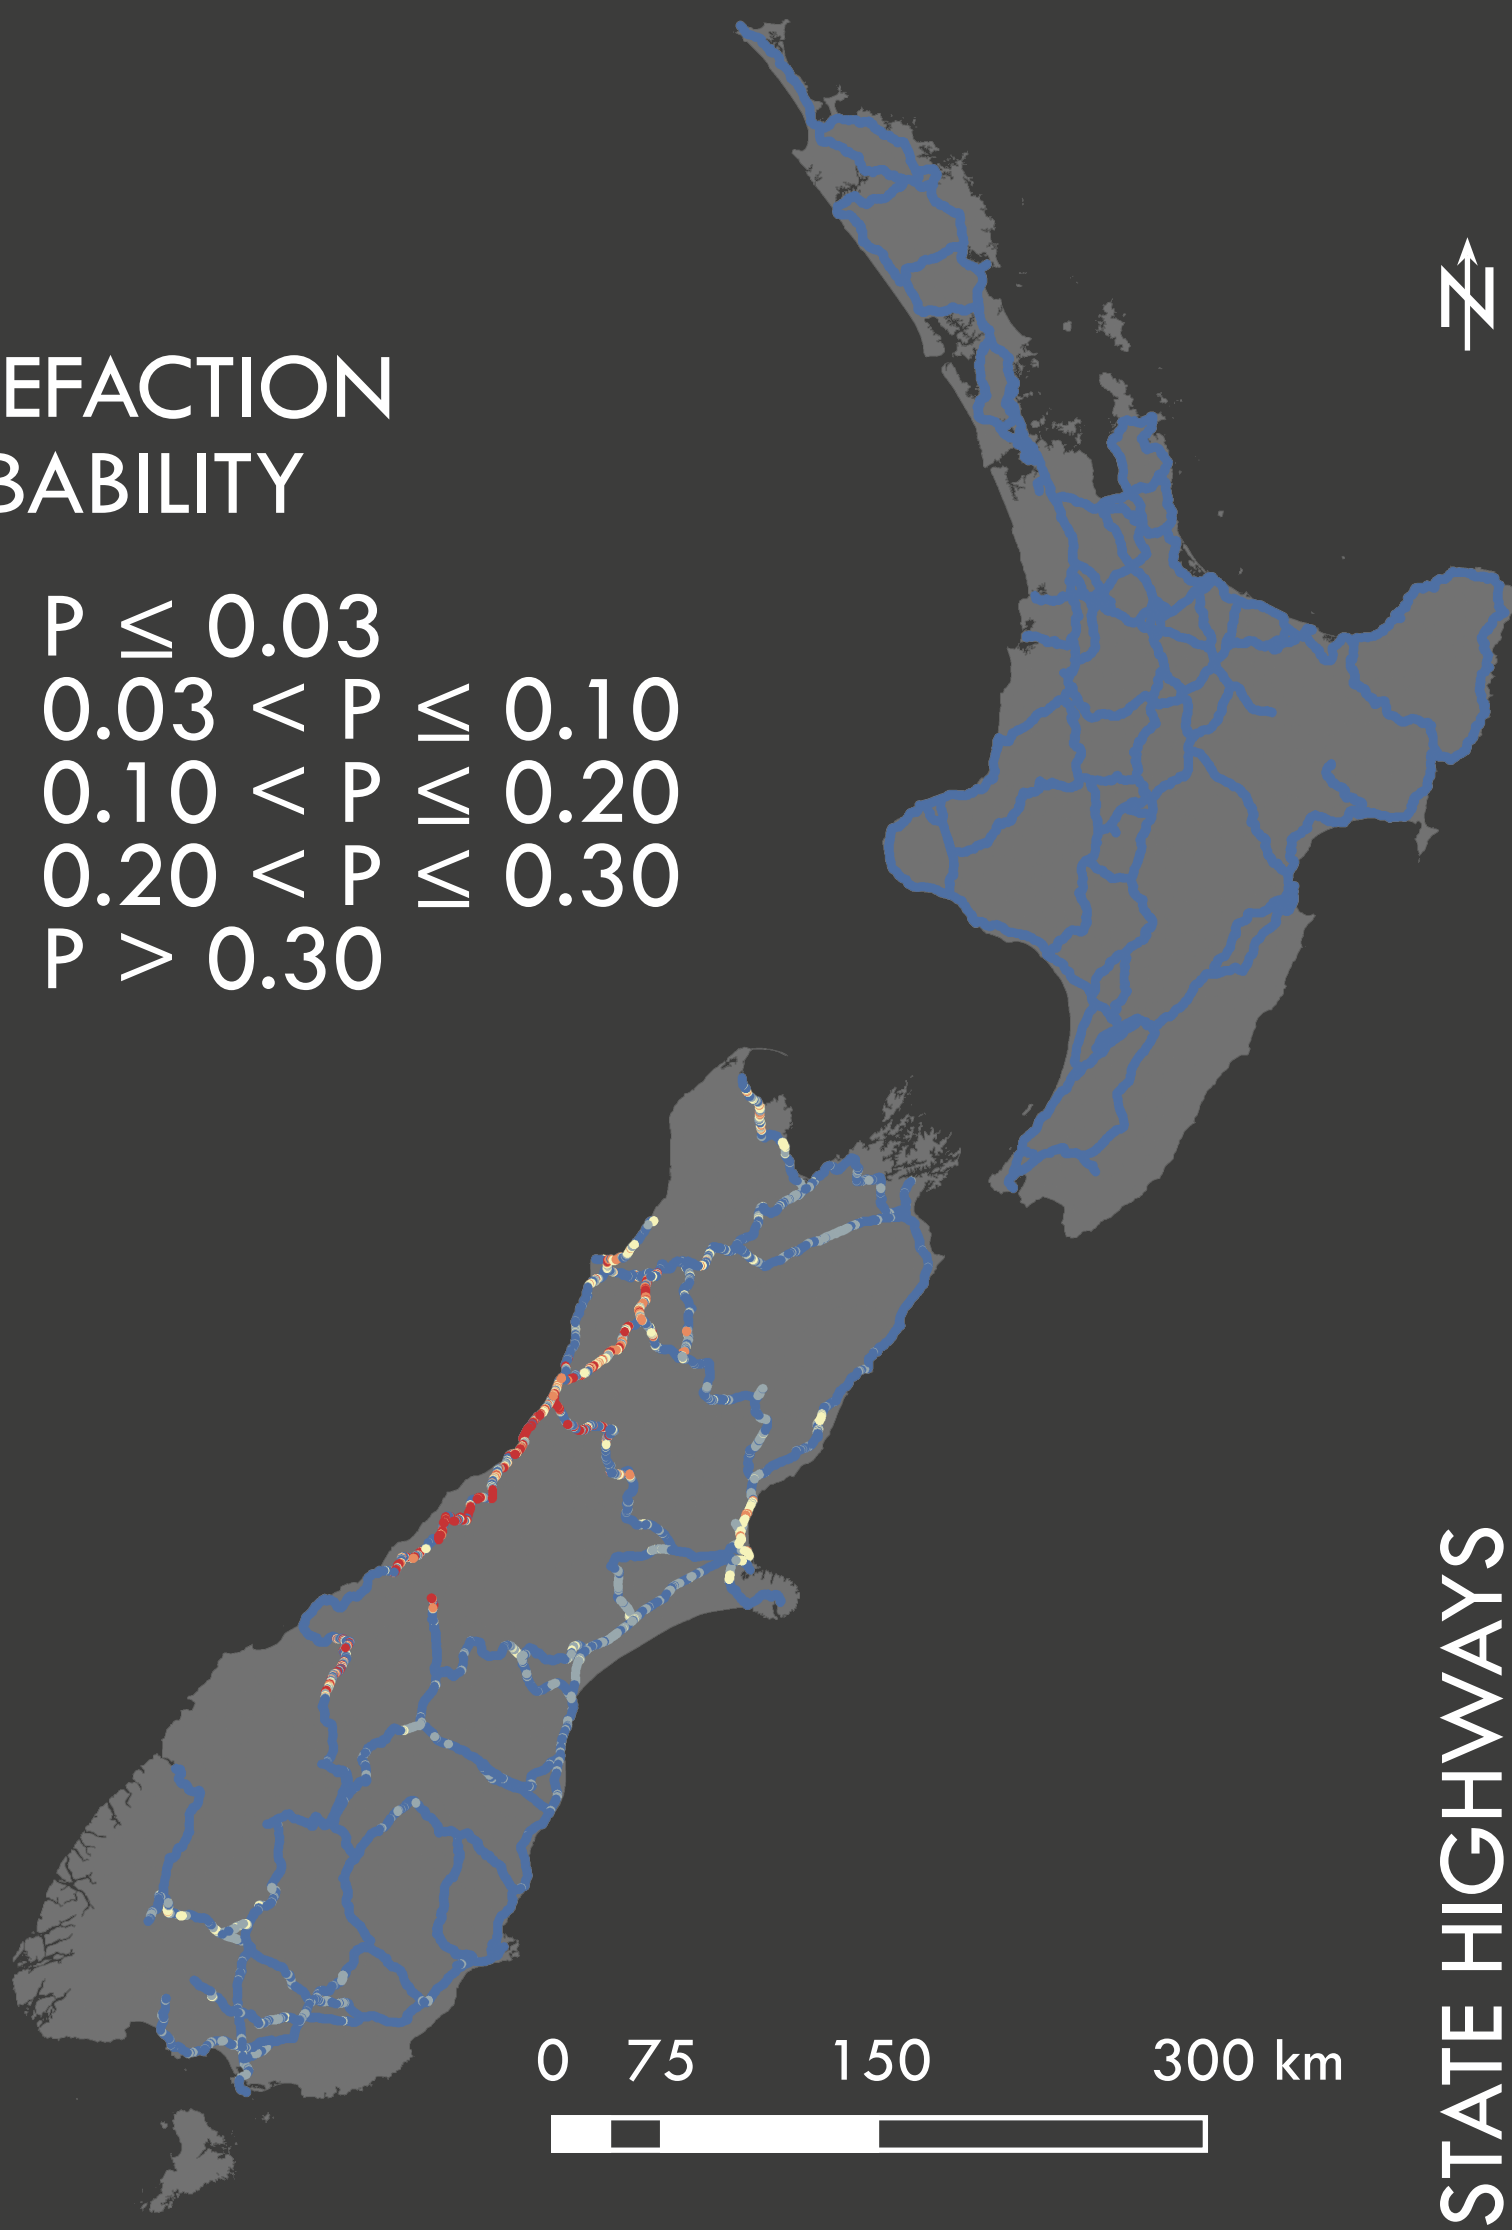 EFACTION
BABILITY
P ≤ 0.03
0.03 < P ≤ 0.10
0.10 < P ≤ 0.20
0.20 < P ≤ 0.30
P > 0.30
N
0 75 150 300 km
STATE HIGHWAYS